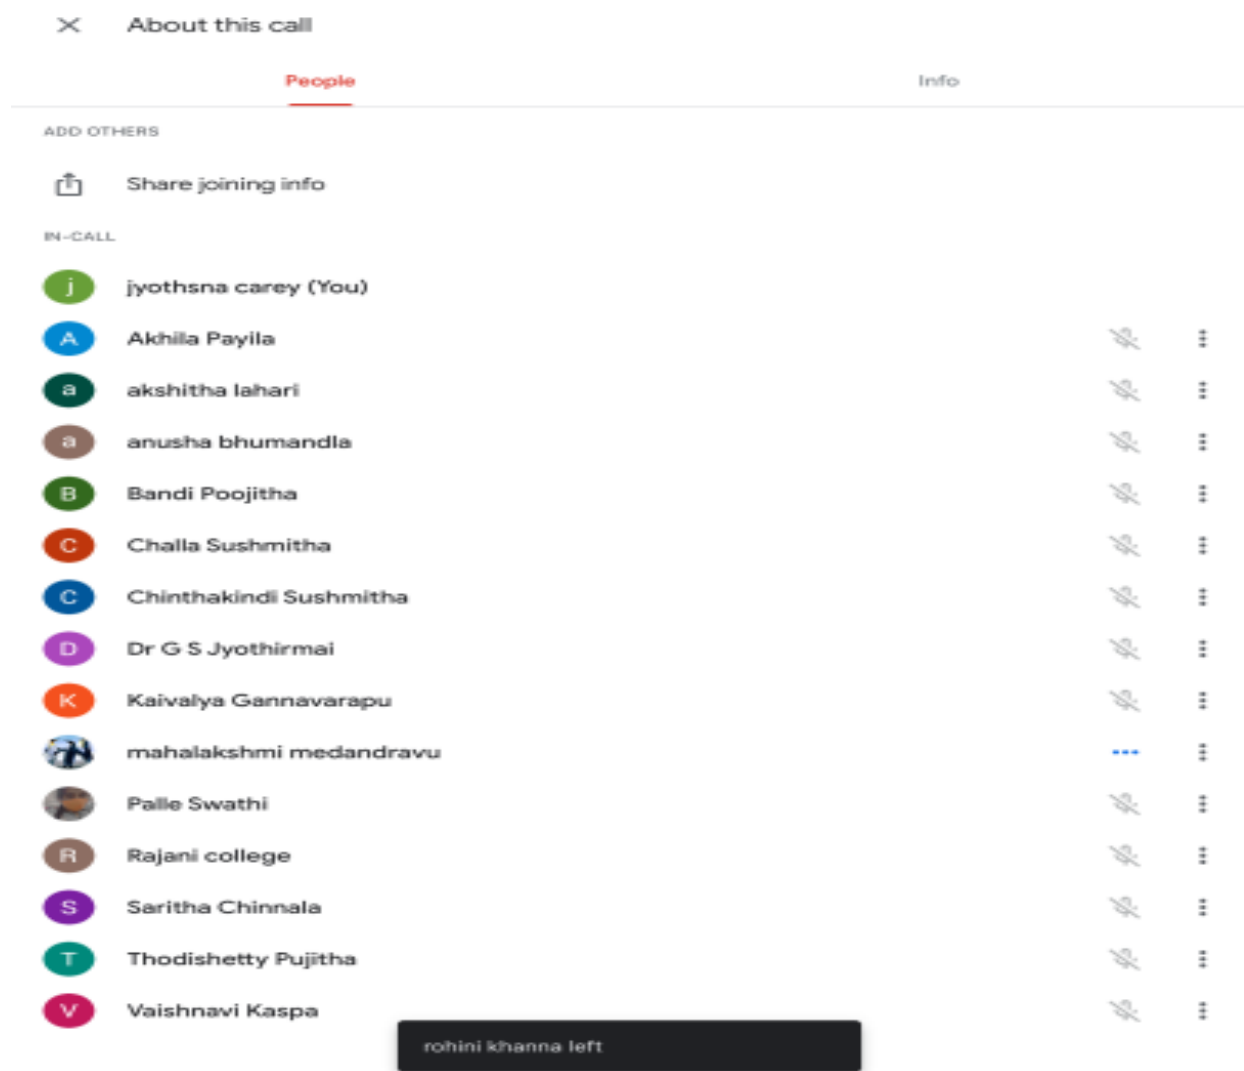 About this call
People Info
ADD OTHERS
Share joining info
IN-CALL
j jyothsna carey (You)
A Akhila Payila
a akshitha lahari
a anusha bhumandla
B Bandi Poojitha
C Challa Sushmitha
C Chinthakindi Sushmitha
D Dr G S Jyothirmai
K Kaivalya Gannavarapu
mahalakshmi medandravu
Palle Swathi
R Rajani college
S Saritha Chinnala
T Thodishetty Pujitha
V Vaishnavi Kaspa
rohini khanna left